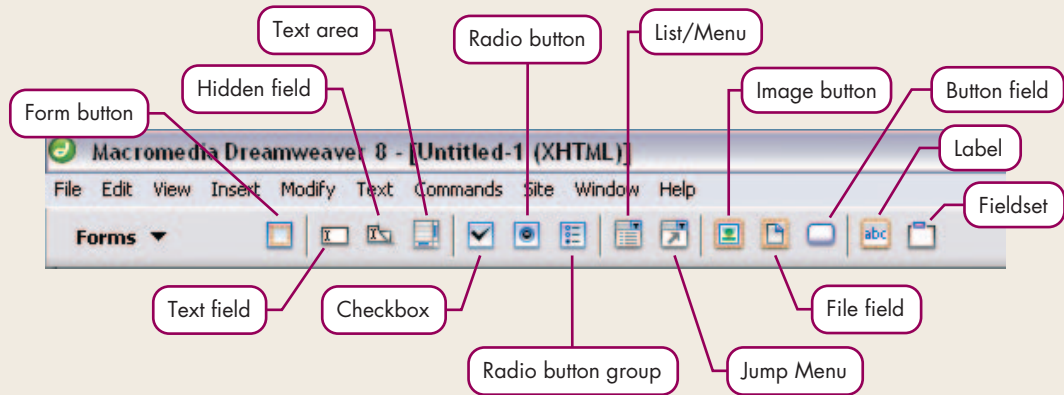 Text area
Radio button
List/Menu
Hidden field
Image button
Button field
Form button
Label
Macromedia Dreamweaver 8 - [Untitled-1 (XHTML)]
File Edit View Insert Modify Text Commands Site Window Help
Fieldset
Forms
abc
Text field
Checkbox
File field
Radio button group
Jump Menu